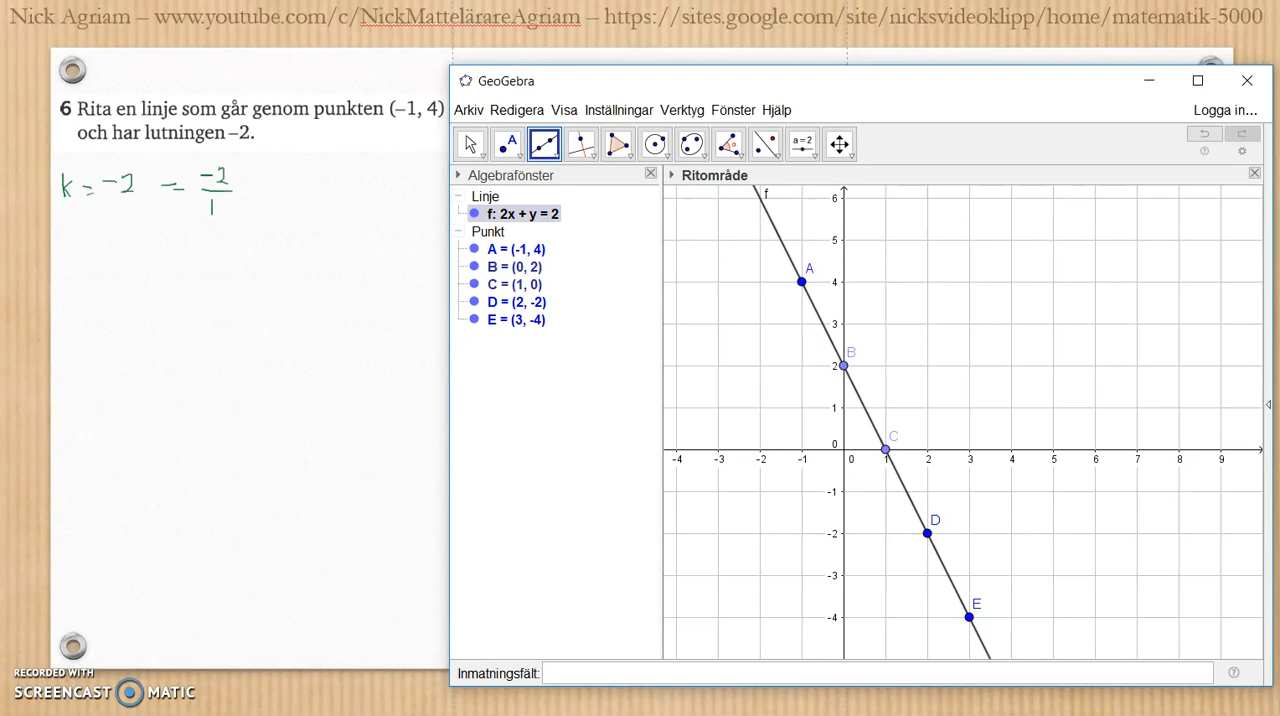 Nick Agriam – www.youtube.com/c/NickMattelärareAgriam – https://sites.google.com/site/nicksvideoklipp/home/matematik-5000
6 Rita en linje som går genom punkten (–1, 4)
och har lutningen –2.
k = -2 = -2/1
GeoGebra
Arkiv Redigera Visa Inställningar Verktyg Fönster Hjälp Logga in...
A a=2
Algebrafönster
Linje
f: 2x + y = 2
Punkt
A = (-1, 4)
B = (0, 2)
C = (1, 0)
D = (2, -2)
E = (3, -4)
Ritområde
f
6
5
A
4
3
B
2
1
C
0
-4 -3 -2 -1 0 1 2 3 4 5 6 7 8 9
-1
D
-2
-3
E
-4
Inmatningsfält:
RECORDED WITH
SCREENCAST MATIC